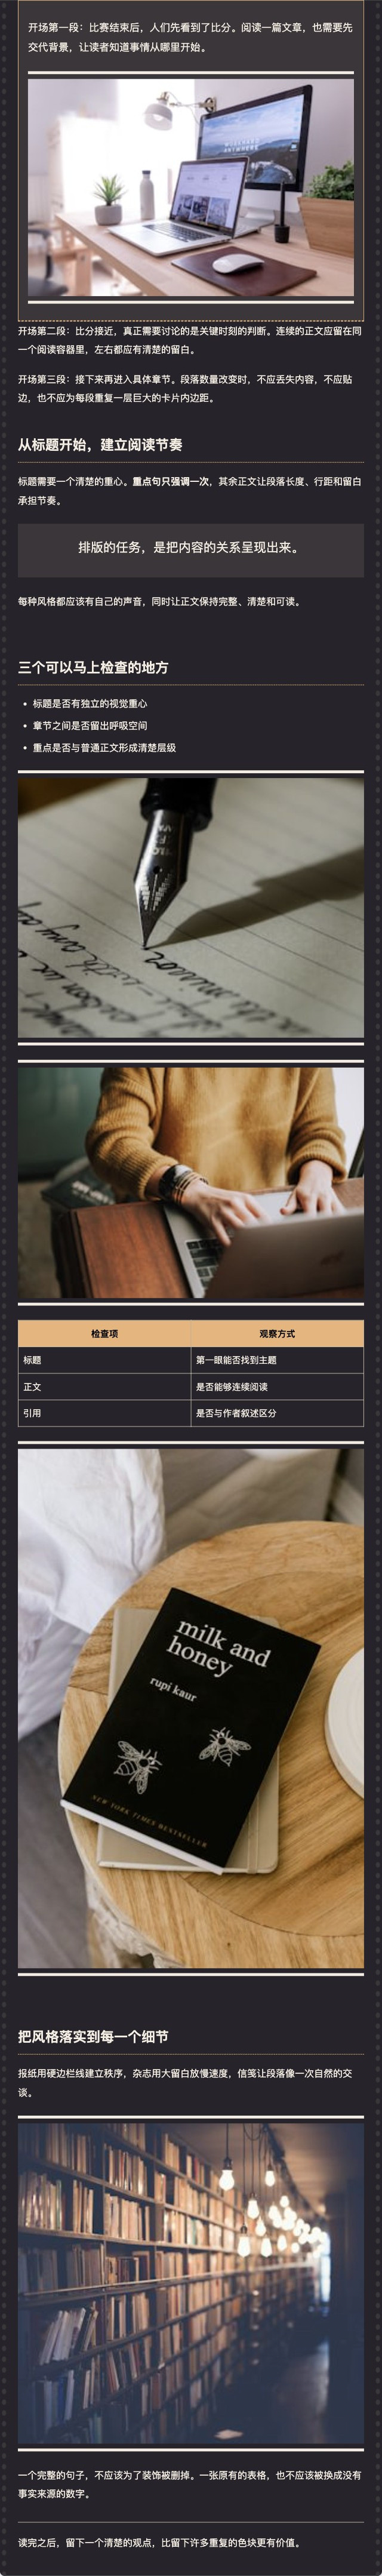 开场第一段：比赛结束后，人们先看到了比分。阅读一篇文章，也需要先
交代背景，让读者知道事情从哪里开始。
开场第二段：比分接近，真正需要讨论的是关键时刻的判断。连续的正文应留在同
一个阅读容器里，左右都应有清楚的留白。
开场第三段：接下来再进入具体章节。段落数量改变时，不应丢失内容，不应贴
边，也不应为每段重复一层巨大的卡片内边距。
从标题开始，建立阅读节奏
标题需要一个清楚的重心。重点句只强调一次，其余正文让段落长度、行距和留白
承担节奏。
排版的任务，是把内容的关系呈现出来。
每种风格都应该有自己的声音，同时让正文保持完整、清楚和可读。
三个可以马上检查的地方
• 标题是否有独立的视觉重心
• 章节之间是否留出呼吸空间
• 重点是否与普通正文形成清楚层级
检查项 观察方式
标题 第一眼能否找到主题
正文 是否能够连续阅读
引用 是否与作者叙述区分
milk and
honey
rupi kaur
NEW YORK TIMES BESTSELLER
把风格落实到每一个细节
报纸用硬边栏线建立秩序，杂志用大留白放慢速度，信笺让段落像一次自然的交
谈。
一个完整的句子，不应该为了装饰被删掉。一张原有的表格，也不应该被换成没有
事实来源的数字。
读完之后，留下一个清楚的观点，比留下许多重复的色块更有价值。